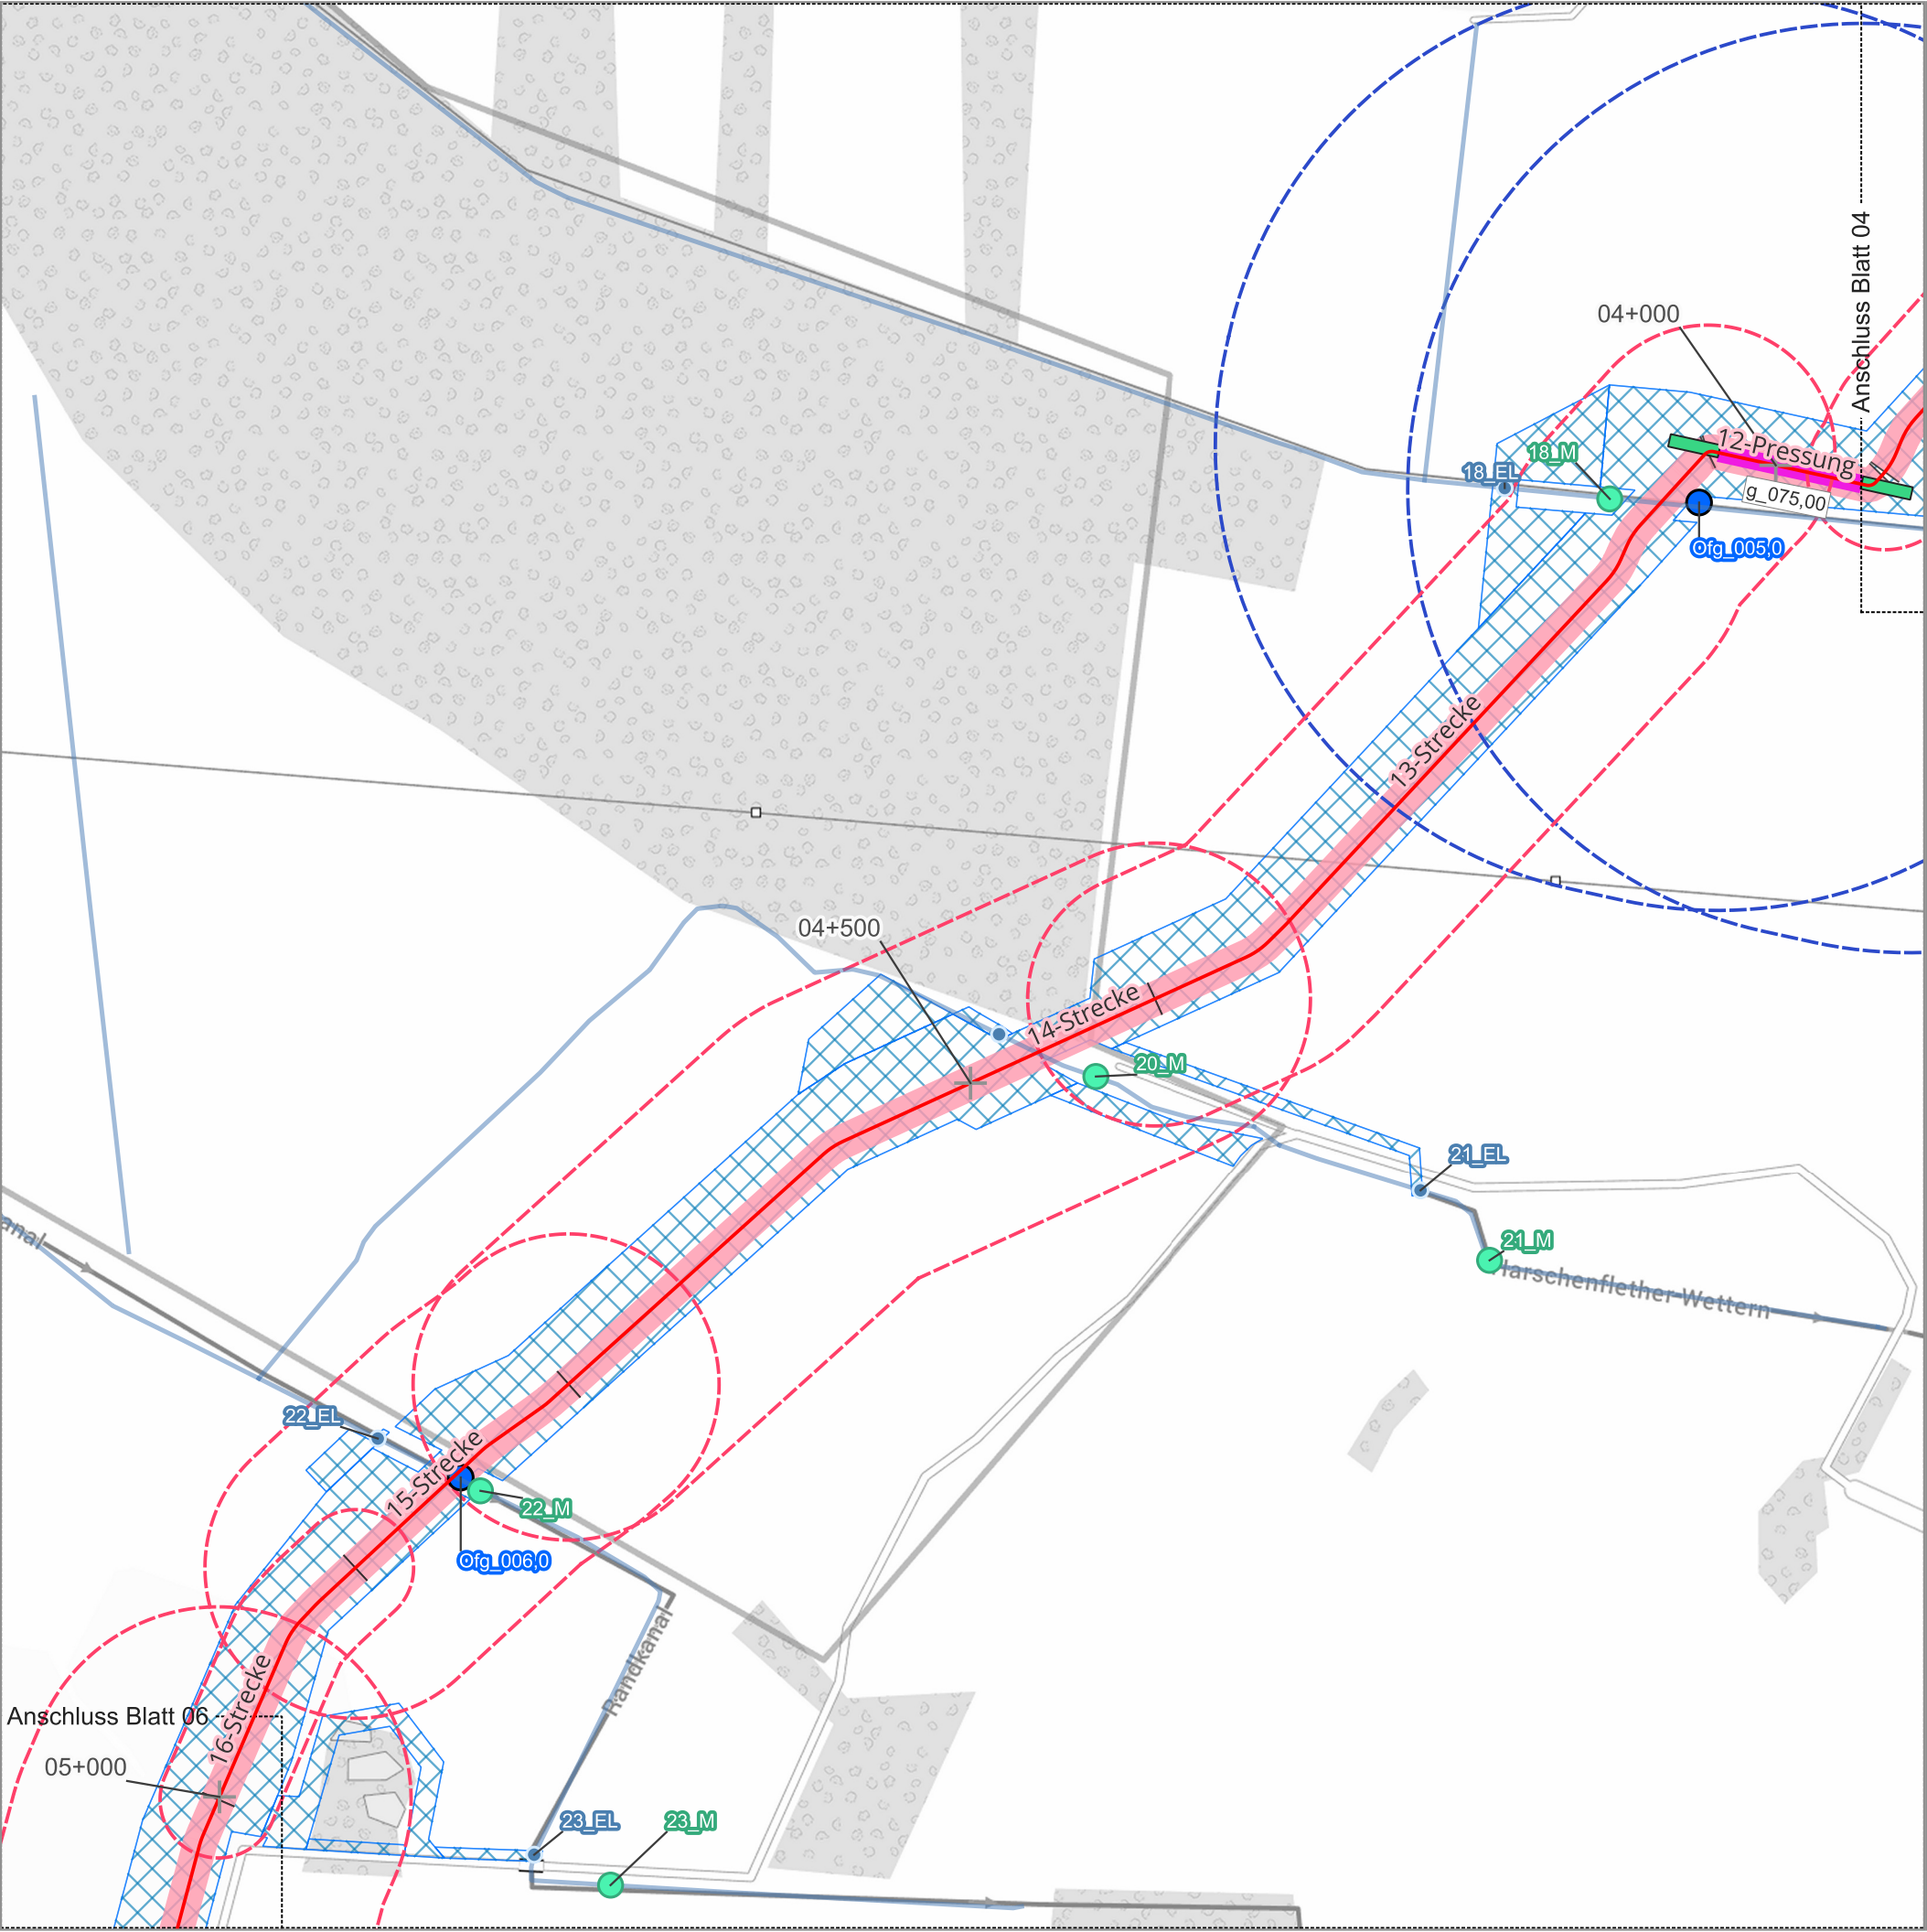 Anschluss Blatt 04
04+000
12-Pressung
18_M
18_EL
g_075,00
Ofg_005,0
13-Strecke
04+500
14-Strecke
20_M
21_EL
21_M
Marschenflether-Wettern
anal
22_EL
15-Strecke
22_M
Ofg_006,0
Randkanal
16-Strecke
Anschluss Blatt 06
05+000
23_EL
23_M